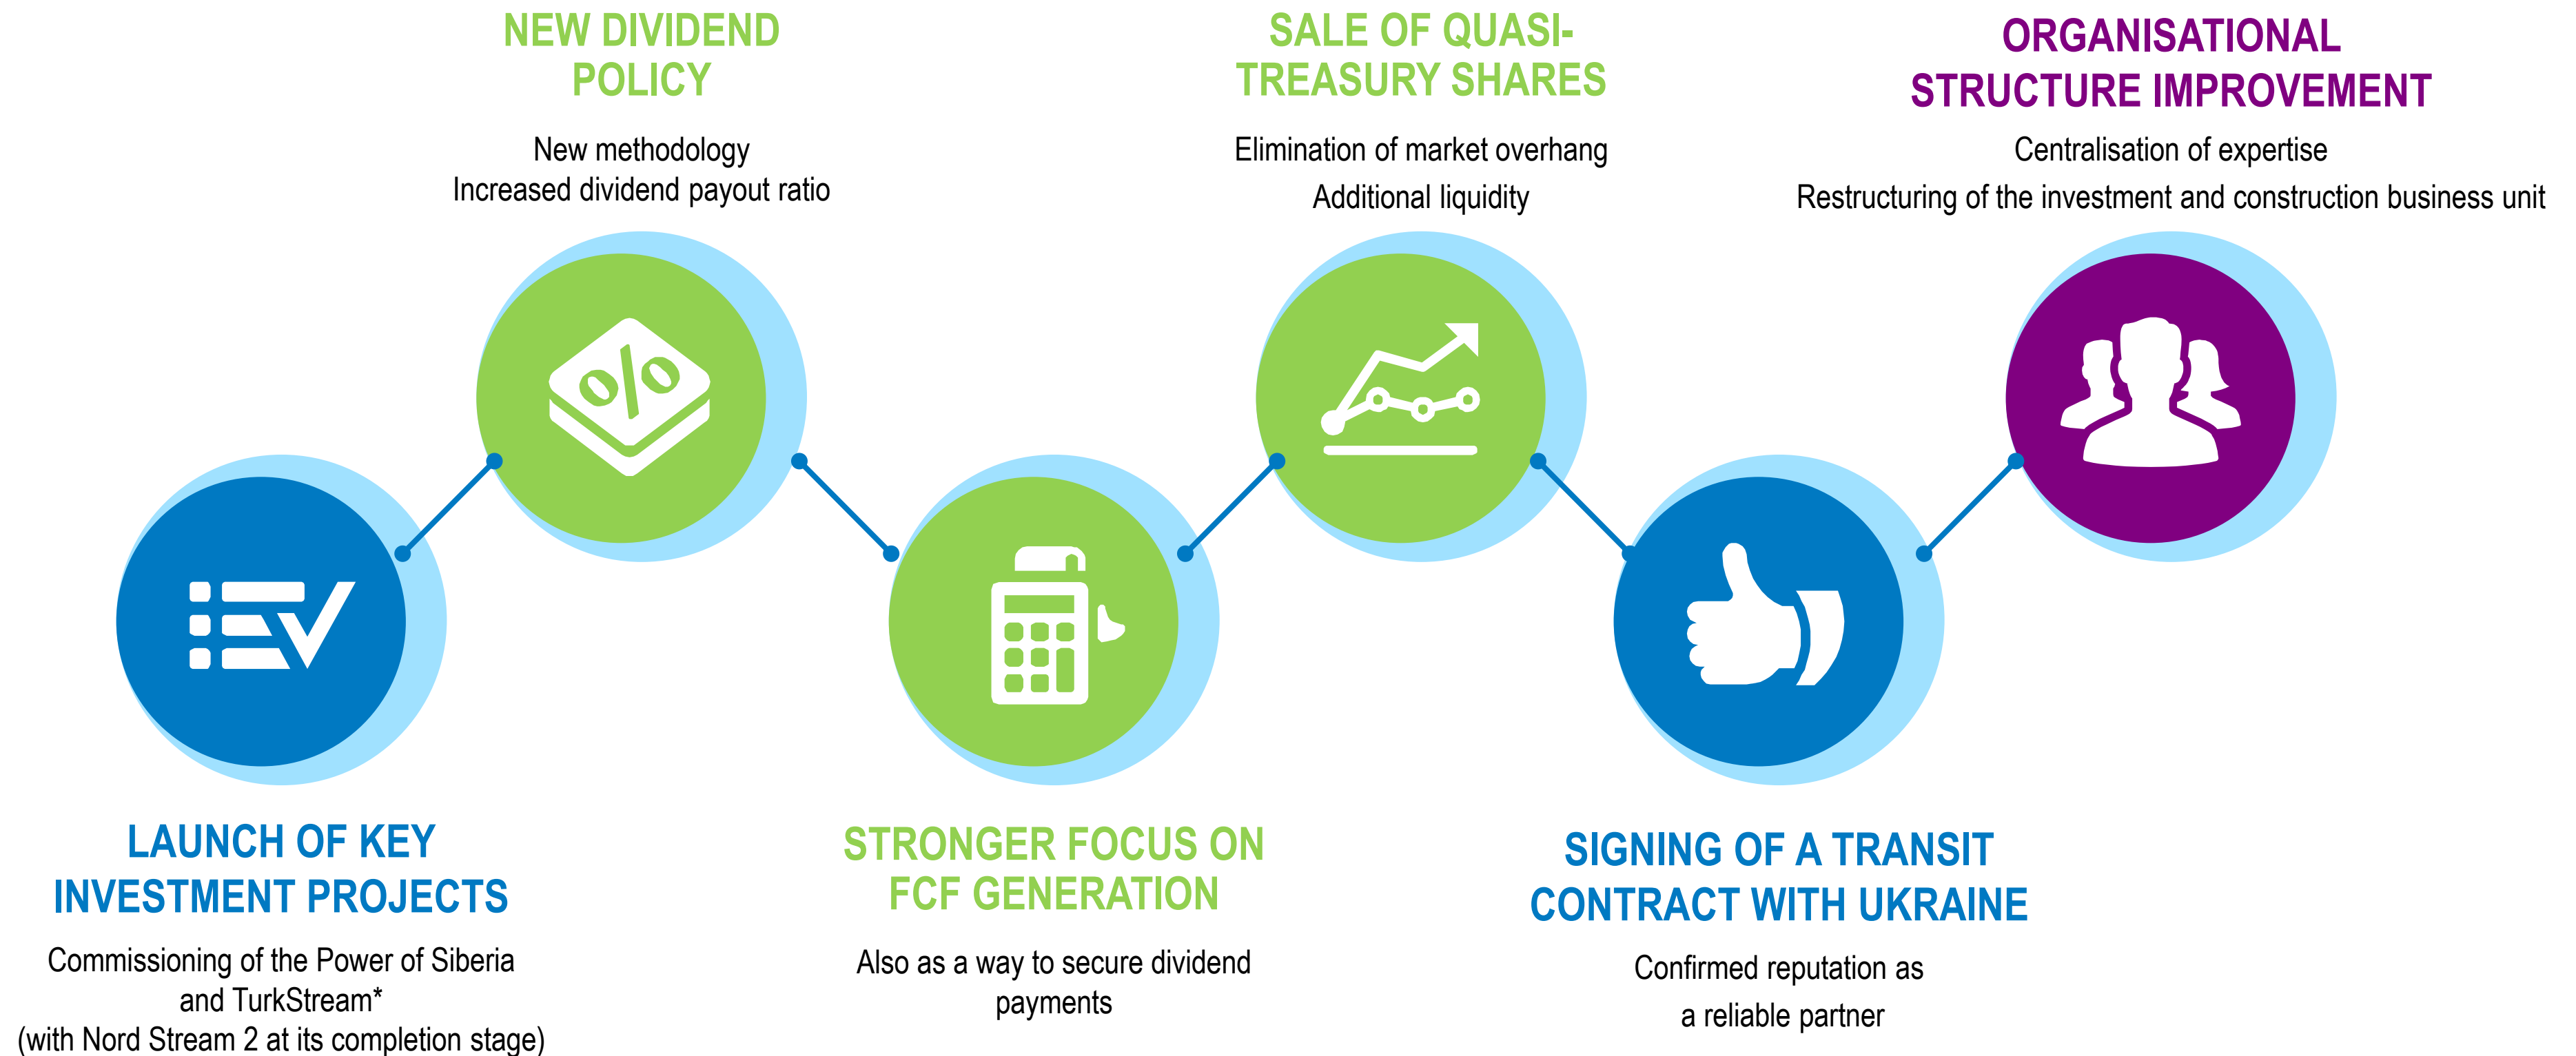 NEW DIVIDEND
POLICY
New methodology
Increased dividend payout ratio
SALE OF QUASI-
TREASURY SHARES
Elimination of market overhang
Additional liquidity
ORGANISATIONAL
STRUCTURE IMPROVEMENT
Centralisation of expertise
Restructuring of the investment and construction business unit
%
LAUNCH OF KEY
INVESTMENT PROJECTS
Commissioning of the Power of Siberia
and TurkStream*
(with Nord Stream 2 at its completion stage)
STRONGER FOCUS ON
FCF GENERATION
Also as a way to secure dividend
payments
SIGNING OF A TRANSIT
CONTRACT WITH UKRAINE
Confirmed reputation as
a reliable partner